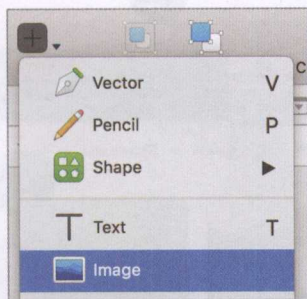 C
Vector V
Pencil P
Shape ▶
Text T
Image